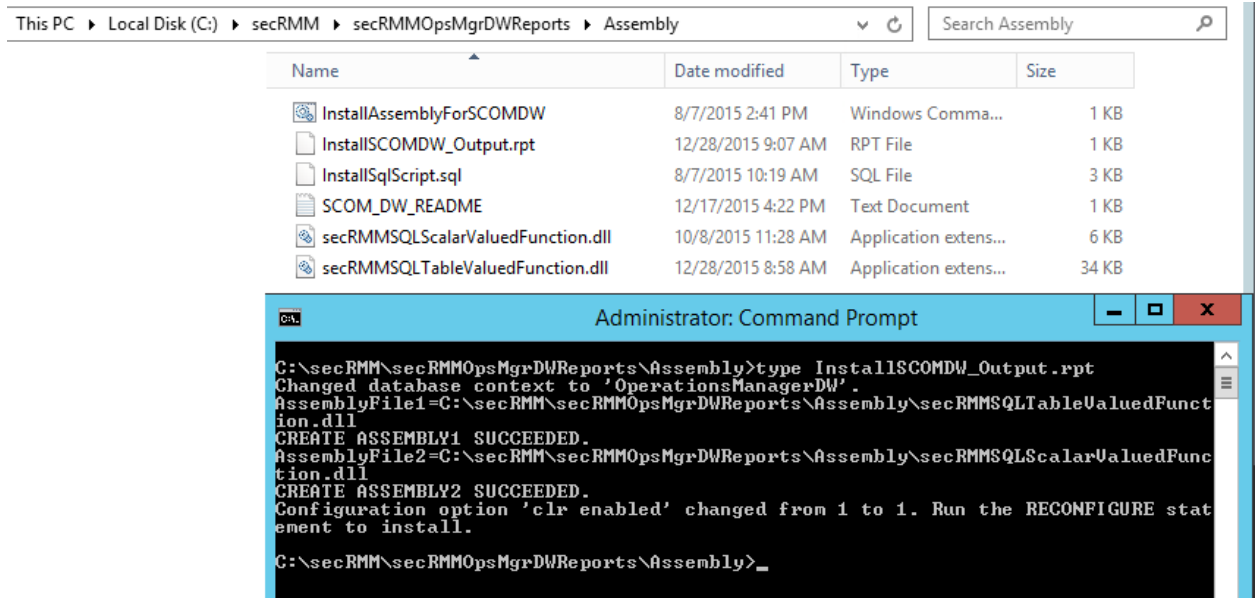 This PC ▸ Local Disk (C:) ▸ secRMM ▸ secRMMOpsMgrDWReports ▸ Assembly
Search Assembly
Name Date modified Type Size
InstallAssemblyForSCOMDW 8/7/2015 2:41 PM Windows Comma... 1 KB
InstallSCOMDW_Output.rpt 12/28/2015 9:07 AM RPT File 1 KB
InstallSqlScript.sql 8/7/2015 10:19 AM SQL File 3 KB
SCOM_DW_README 12/17/2015 4:22 PM Text Document 1 KB
secRMMSQLScalarValuedFunction.dll 10/8/2015 11:28 AM Application extens... 6 KB
secRMMSQLTableValuedFunction.dll 12/28/2015 8:58 AM Application extens... 34 KB
C:\. Administrator: Command Prompt
C:\secRMM\secRMMOpsMgrDWReports\Assembly>type InstallSCOMDW_Output.rpt
Changed database context to 'OperationsManagerDW'.
AssemblyFile1=C:\secRMM\secRMMOpsMgrDWReports\Assembly\secRMMSQLTableValuedFunct
ion.dll
CREATE ASSEMBLY1 SUCCEEDED.
AssemblyFile2=C:\secRMM\secRMMOpsMgrDWReports\Assembly\secRMMSQLScalarValuedFunc
tion.dll
CREATE ASSEMBLY2 SUCCEEDED.
Configuration option 'clr enabled' changed from 1 to 1. Run the RECONFIGURE stat
ement to install.
C:\secRMM\secRMMOpsMgrDWReports\Assembly>_